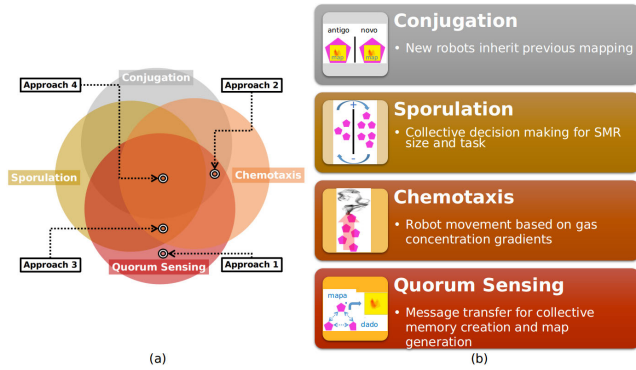 Approach 4
Conjugation
Approach 2
Sporulation
Chemotaxis
Approach 3
Quorum Sensing
Approach 1
(a)
antigo
novo
map
map
Conjugation
• New robots inherit previous mapping
+
-
Sporulation
• Collective decision making for SMR
size and task
Chemotaxis
• Robot movement based on gas
concentration gradients
mapa
dado
Quorum Sensing
• Message transfer for collective
memory creation and map
generation
(b)